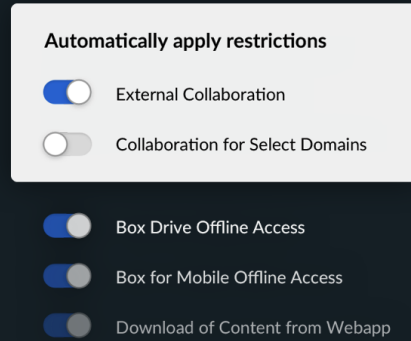 Automatically apply restrictions
External Collaboration
Collaboration for Select Domains
Box Drive Offline Access
Box for Mobile Offline Access
Download of Content from Webapp